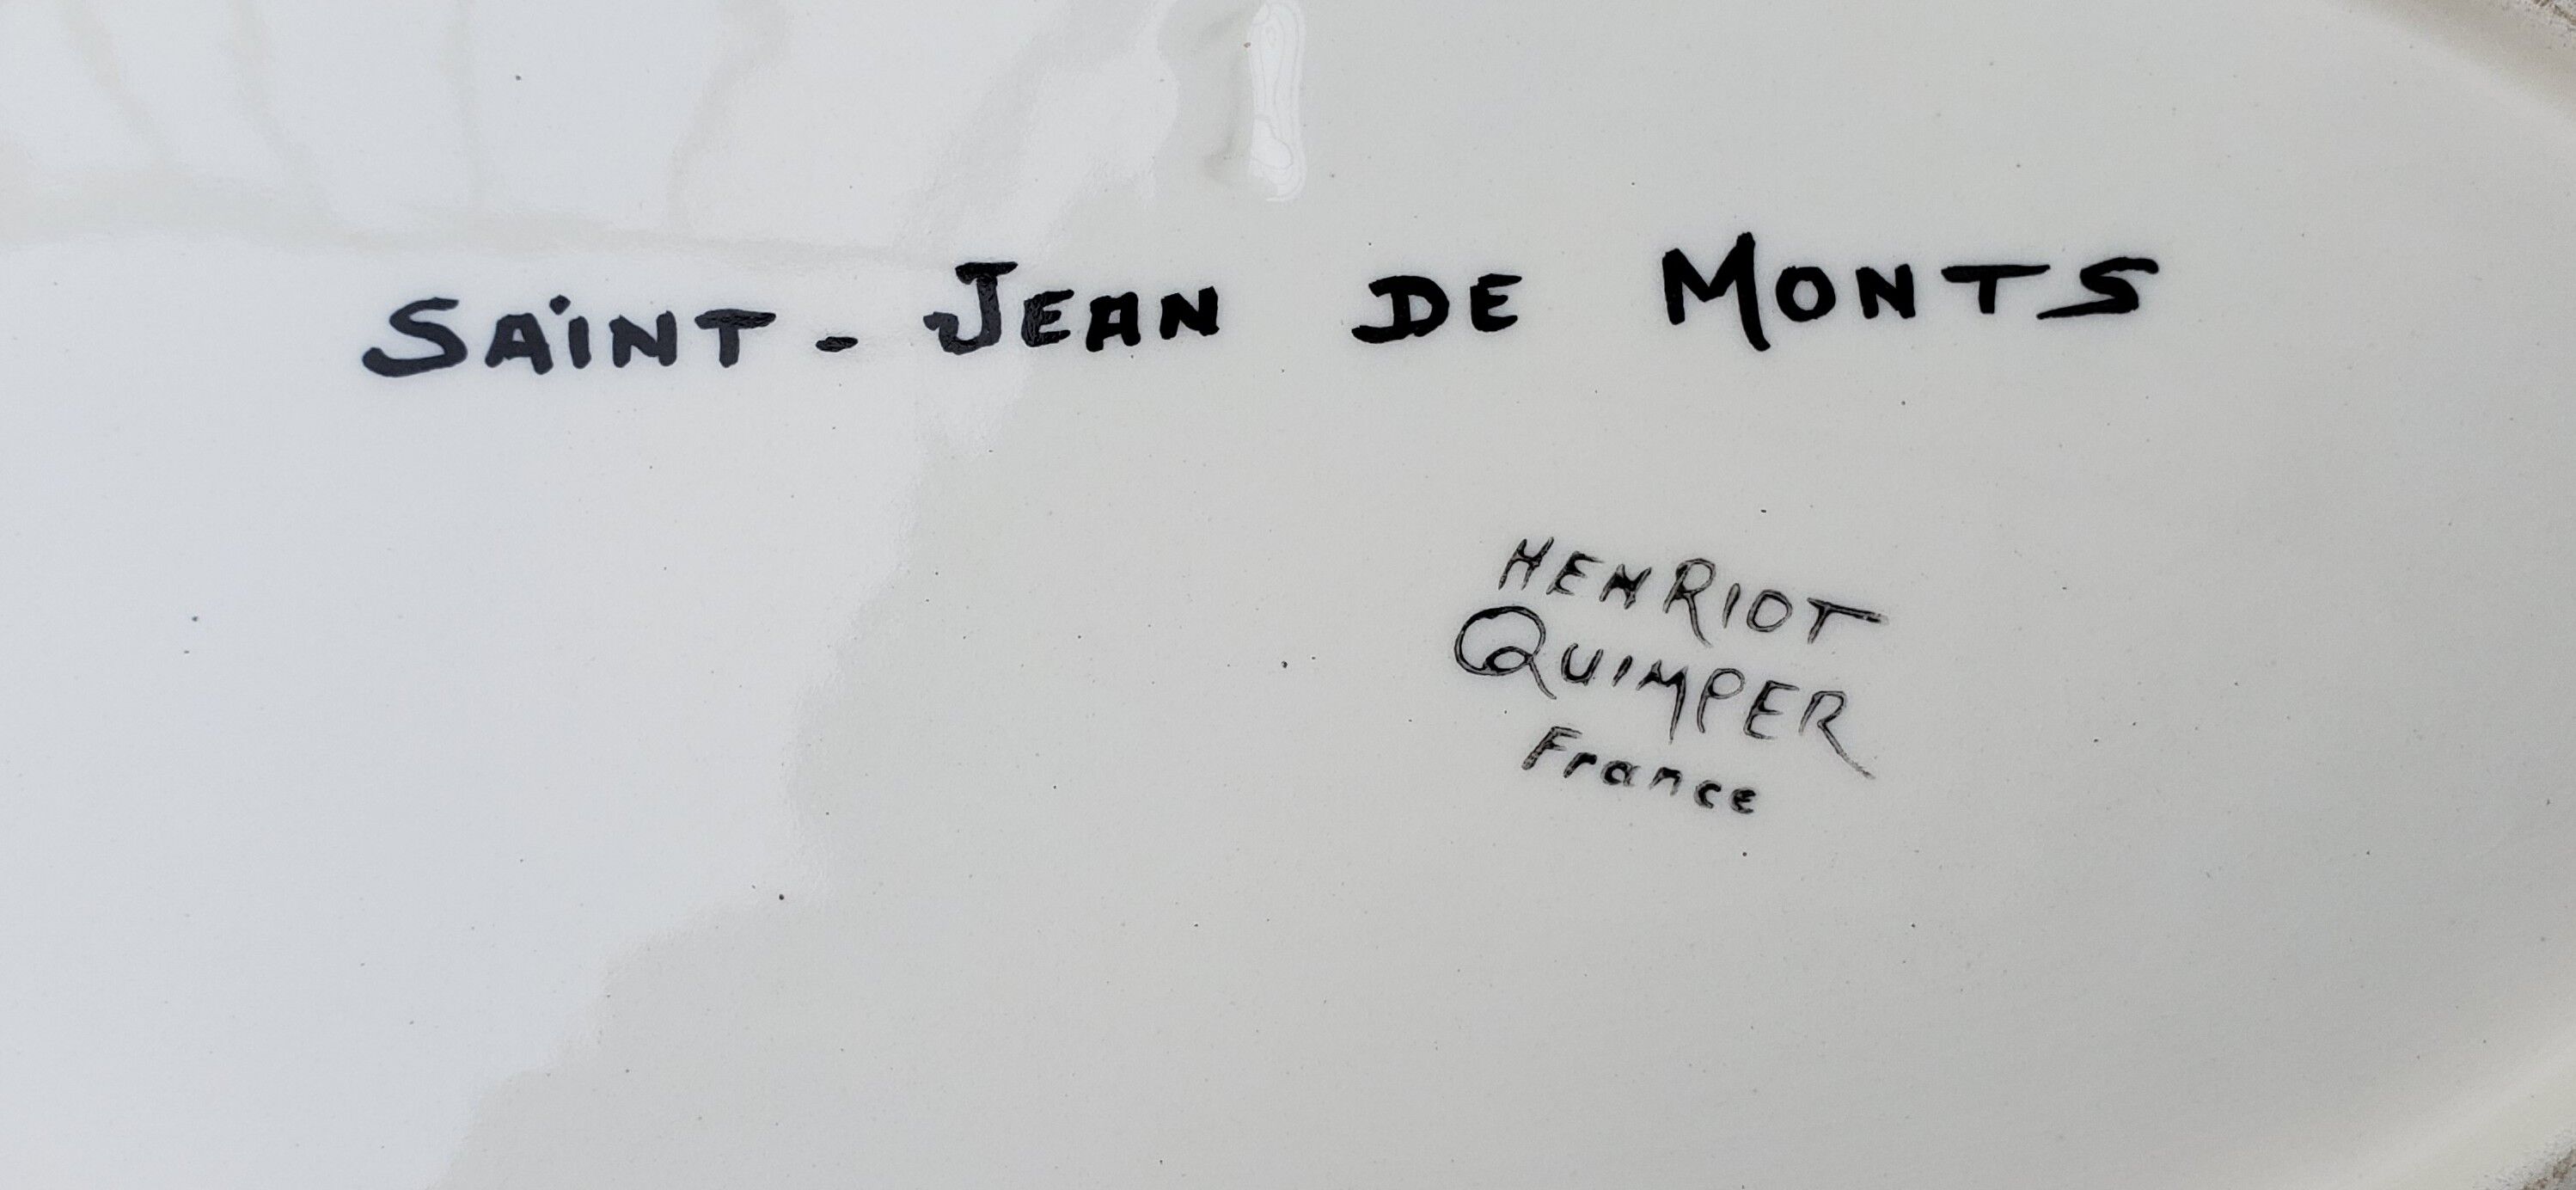 SAINT - JEAN DE MONTS
HENRIOT
QUIMPER
France